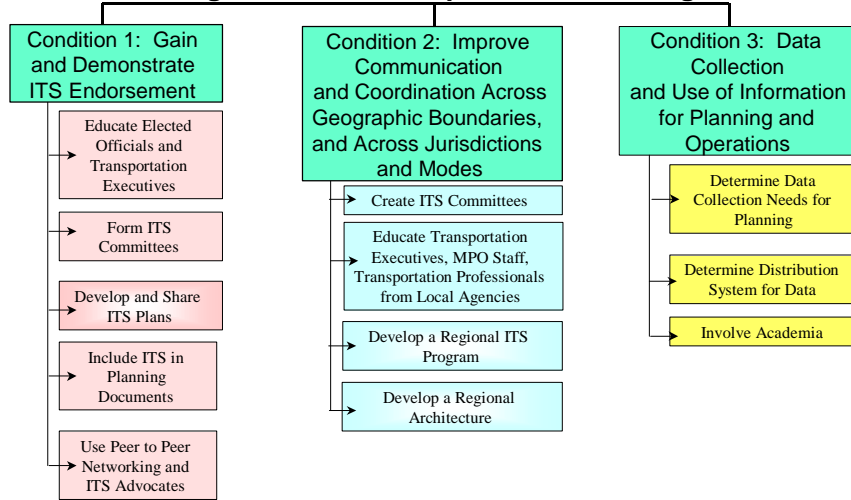 Condition 1:  Gain
and Demonstrate
ITS Endorsement
Educate Elected
Officials and
Transportation
Executives
Form ITS
Committees
Develop and Share
ITS Plans
Include ITS in
Planning
Documents
Use Peer to Peer
Networking and
ITS Advocates
Condition 2:  Improve
Communication
and Coordination Across
Geographic Boundaries,
and Across Jurisdictions
and Modes
Create ITS Committees
Educate Transportation
Executives, MPO Staff,
Transportation Professionals
from Local Agencies
Develop a Regional ITS
Program
Develop a Regional
Architecture
Condition 3:  Data
Collection
and Use of Information
for Planning and
Operations
Determine Data
Collection Needs for
Planning
Determine Distribution
System for Data
Involve Academia